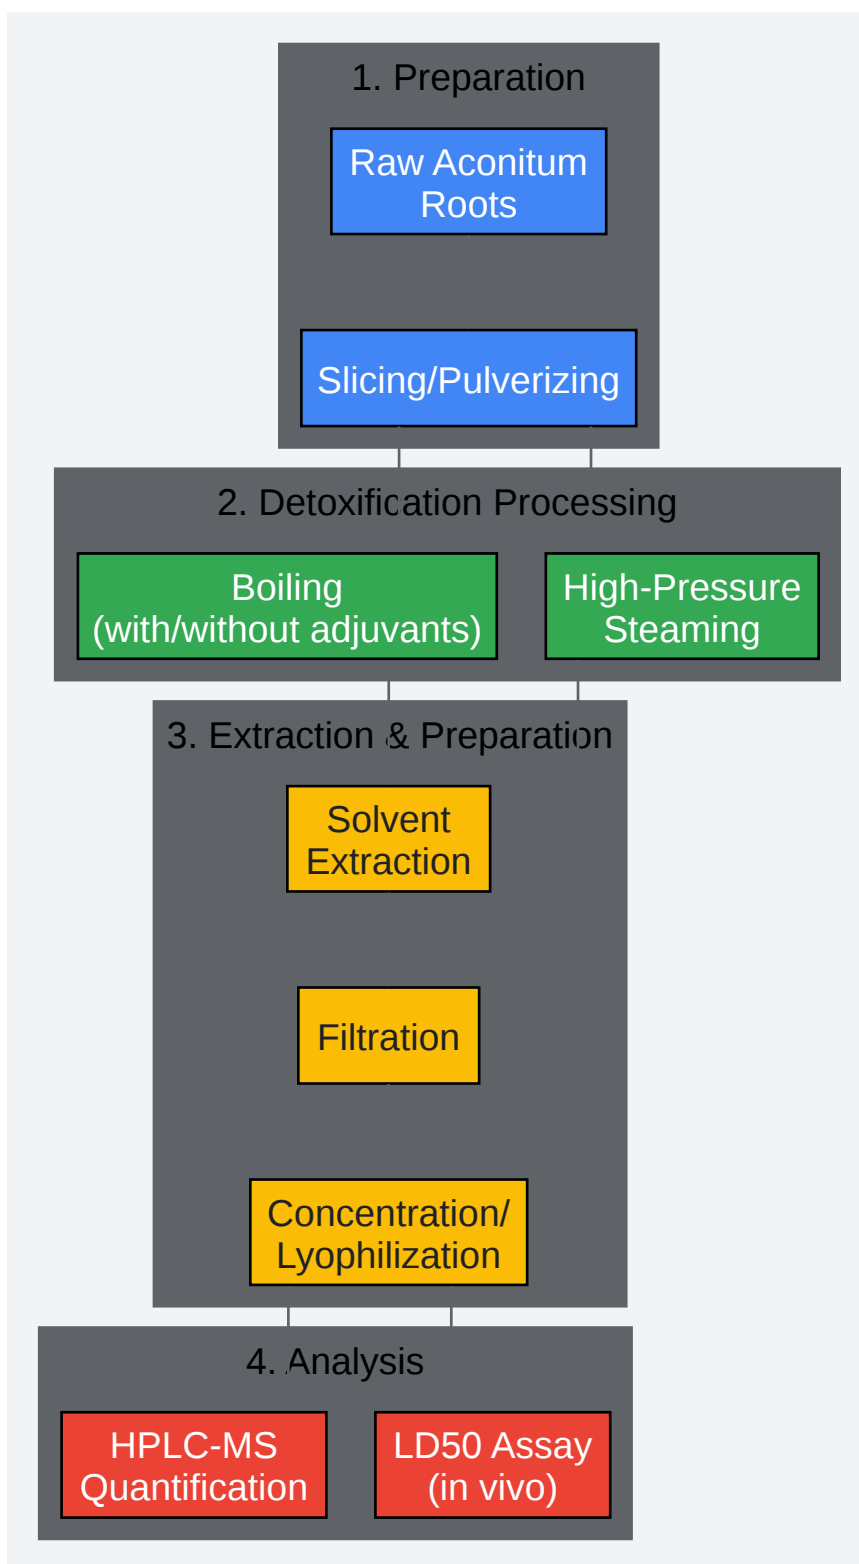 1. Preparation
Raw Aconitum
Roots
Slicing/Pulverizing
2. Detoxification Processing
Boiling
(with/without adjuvants)
High-Pressure
Steaming
3. Extraction & Preparation
Solvent
Extraction
Filtration
Concentration/
Lyophilization
4. Analysis
HPLC-MS
Quantification
LD50 Assay
(in vivo)